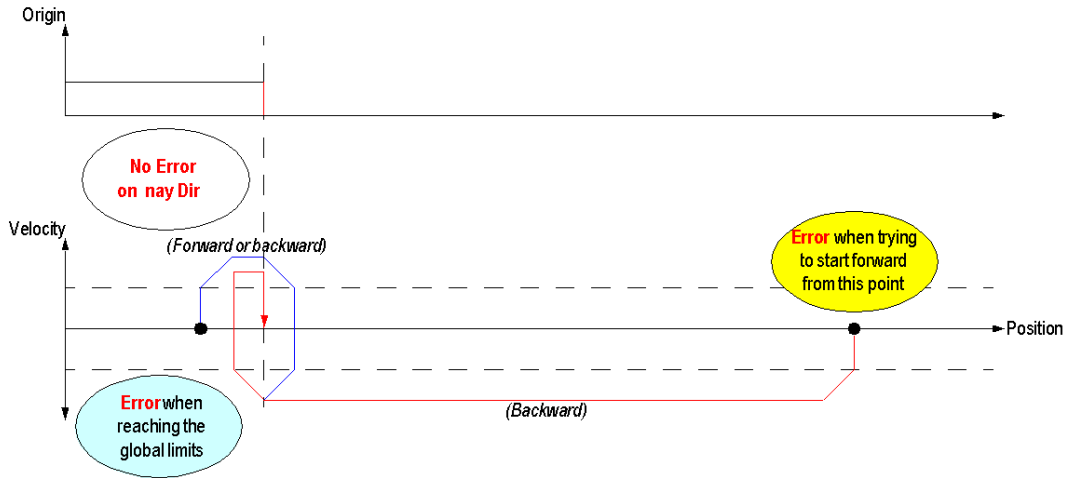 Origin
No Error
on nay Dir
Velocity
(Forward or backward)
Error when trying
to start forward
from this point
Position
(Backward)
Error when
reaching the
global limits